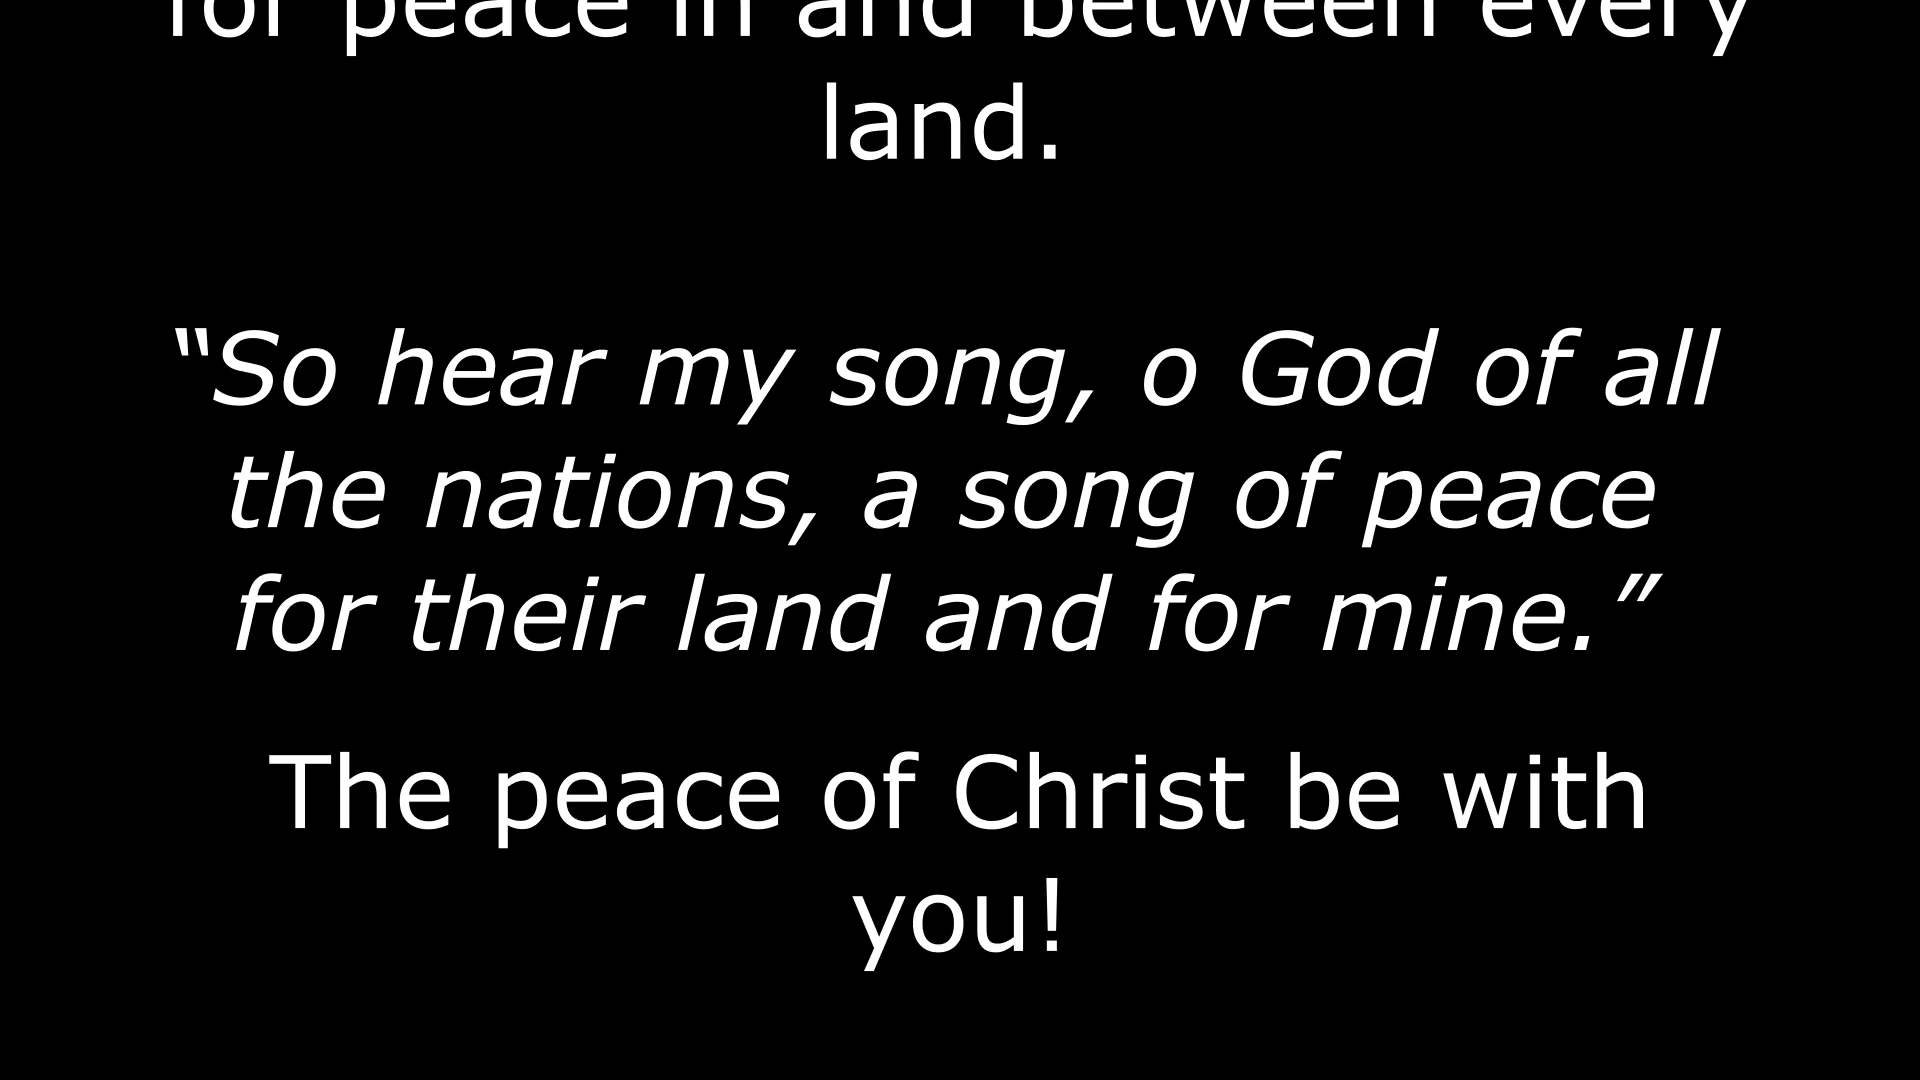 for peace in and between every
land.
“So hear my song, o God of all
the nations, a song of peace
for their land and for mine.”
The peace of Christ be with
you!